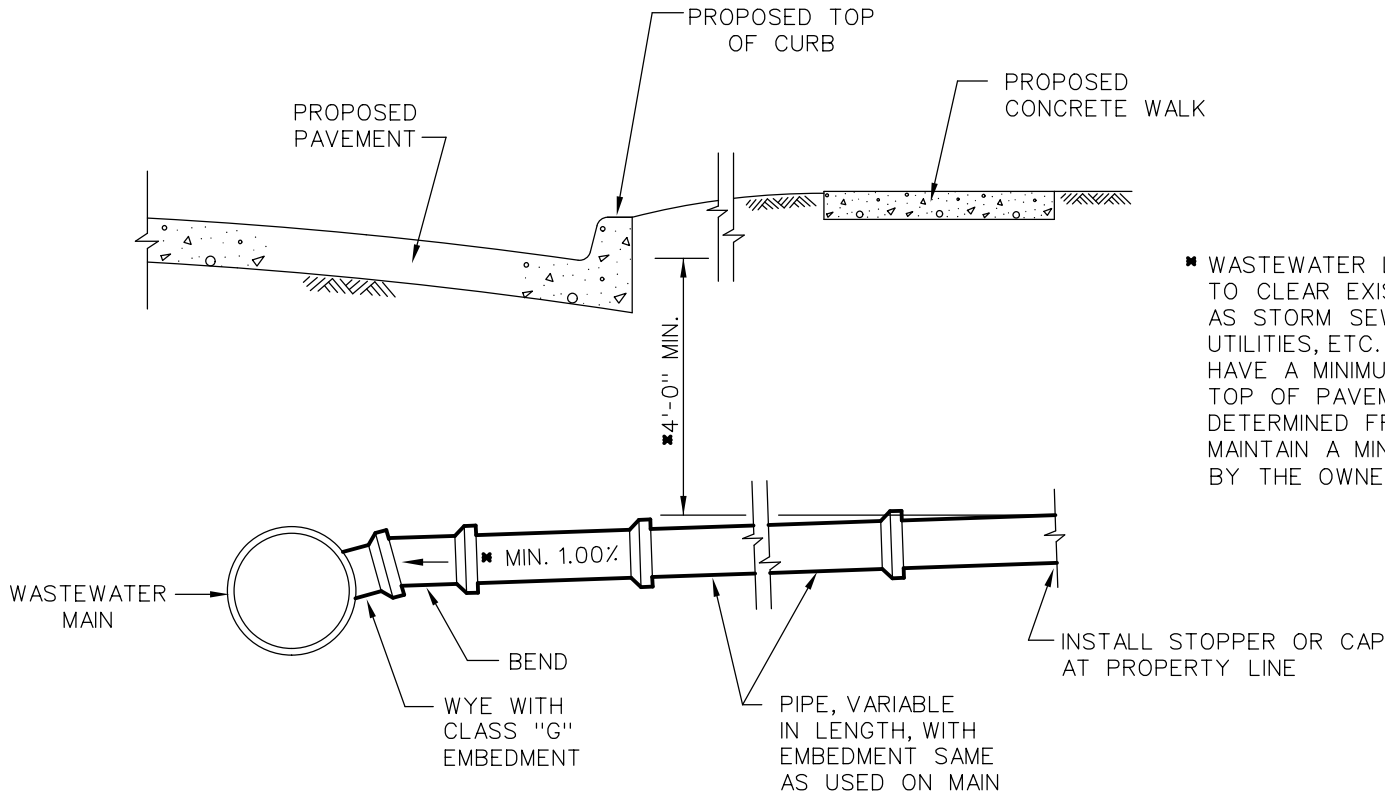 PROPOSED TOP
OF CURB
PROPOSED
CONCRETE WALK
PROPOSED
PAVEMENT
* WASTEWATER
TO CLEAR
AS STORM
UTILITIES, ETC.
HAVE A
TOP OF
DETERMINED
MAINTAIN A
BY THE
*4'-0" MIN.
* MIN. 1.00%
WASTEWATER
MAIN
BEND
WYE WITH
CLASS "G"
EMBEDMENT
PIPE, VARIABLE
IN LENGTH, WITH
EMBEDMENT SAME
AS USED ON MAIN
INSTALL STOPPER OR CAP
AT PROPERTY LINE